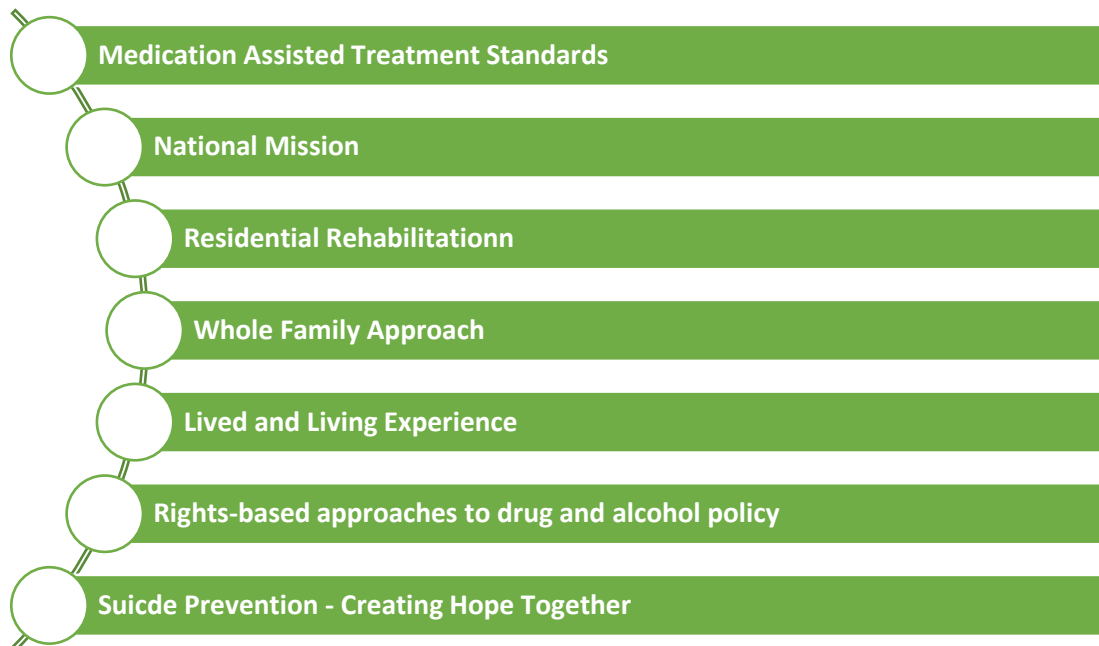 Medication Assisted Treatment Standards
National Mission
Residential Rehabilitationn
Whole Family Approach
Lived and Living Experience
Rights-based approaches to drug and alcohol policy
Suicde Prevention - Creating Hope Together